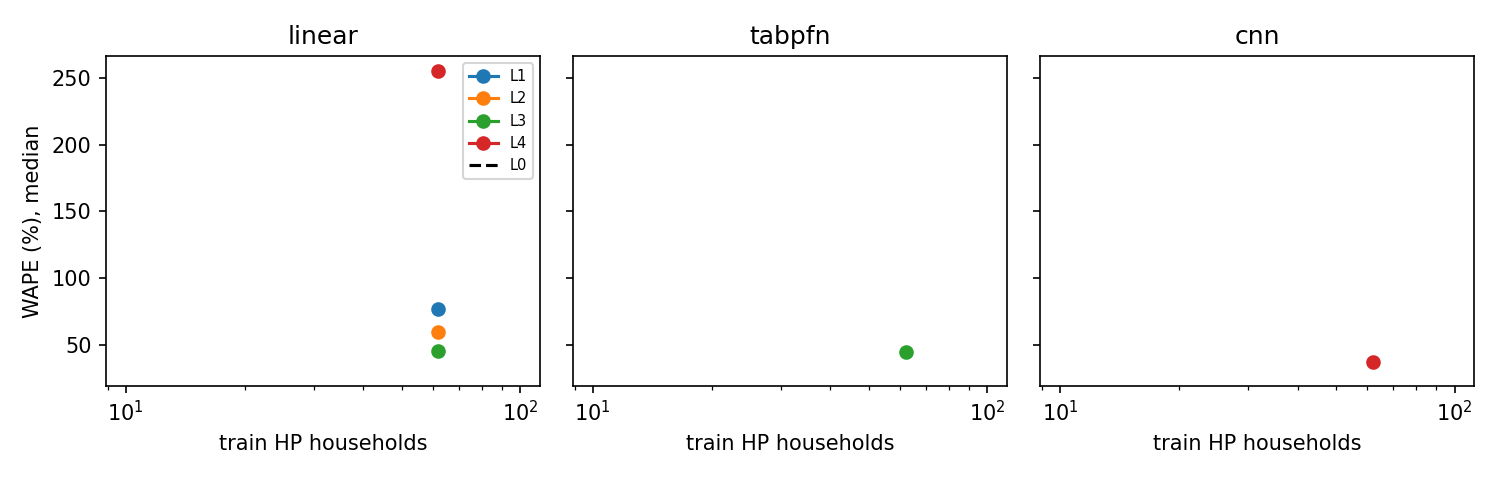 linear
tabpfn
cnn
WAPE (%), median
250
200
150
100
50
L1
L2
L3
L4
L0
10¹
10²
10¹
10²
10¹
10²
train HP households
train HP households
train HP households